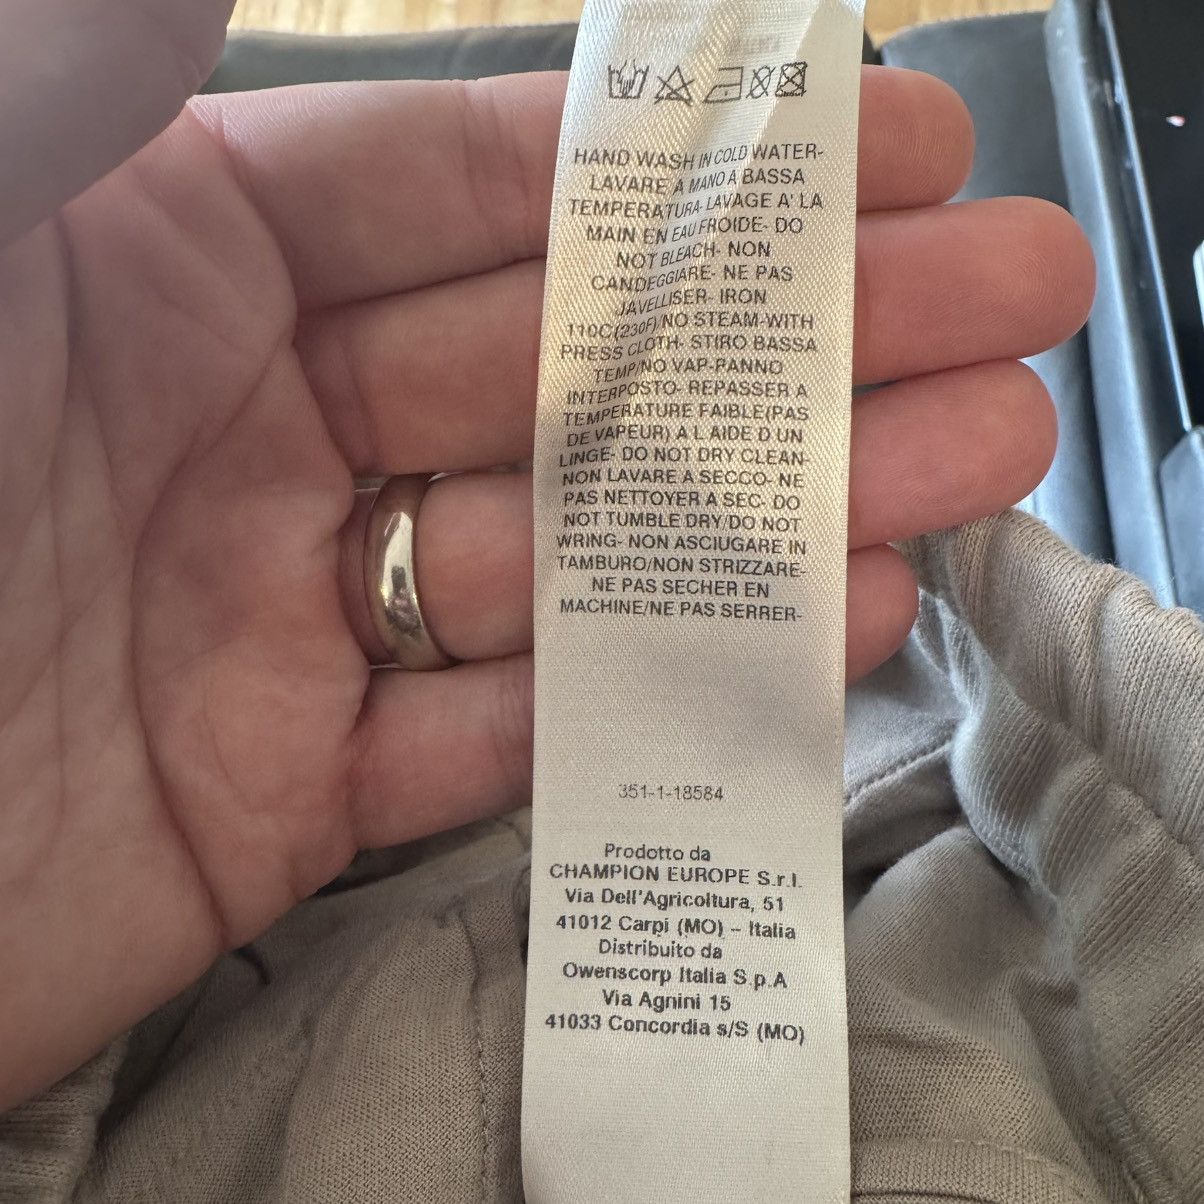 HAND WASH IN COLD WATER-
LAVARE A MANO A BASSA
TEMPERATURA- LAVAGE A' LA
MAIN EN EAU FROIDE- DO
NOT BLEACH- NON
CANDEGGIARE- NE PAS
JAVELLISER- IRON
110C(230F)/NO STEAM-WITH
PRESS CLOTH- STIRO BASSA
TEMP/NO VAP-PANNO
INTERPOSTO- REPASSER A
TEMPERATURE FAIBLE(PAS
DE VAPEUR) A L AIDE D UN
LINGE- DO NOT DRY CLEAN-
NON LAVARE A SECCO- NE
PAS NETTOYER A SEC- DO
NOT TUMBLE DRY/DO NOT
WRING- NON ASCIUGARE IN
TAMBURO/NON STRIZZARE-
NE PAS SECHER EN
MACHINE/NE PAS SERRER-
351-1-18584
Prodotto da
CHAMPION EUROPE S.r.l.
Via Dell'Agricoltura, 51
41012 Carpi (MO) – Italia
Distribuito da
Owenscorp Italia S.p.A
Via Agnini 15
41033 Concordia s/S (MO)